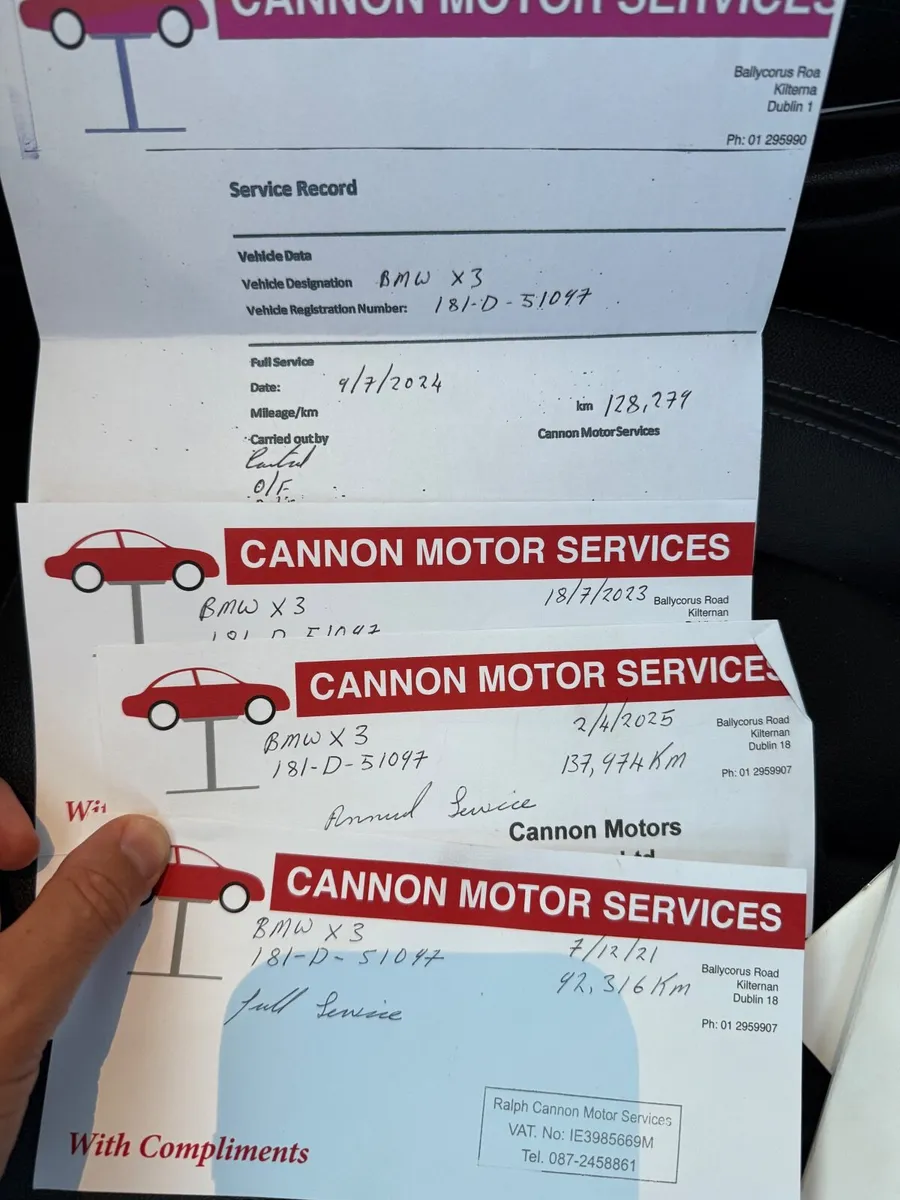 CANNON MOTOR SERVICES
Ballycorus Roa
Kilterna
Dublin 1
Ph: 01 295990
Service Record
Vehicle Data
Vehicle Designation BMW X3
Vehicle Registration Number: 181-D-51097
Full Service
Date: 9/7/2024
Mileage/km km 128,279
Carried out by Cannon Motor Services
O/F
CANNON MOTOR SERVICES
BMW X3 18/7/2023 Ballycorus Road
181 D 51097 Kilternan
CANNON MOTOR SERVICES
BMW X3 2/4/2025 Ballycorus Road
181-D-51097 137,974 KM Kilternan
Dublin 18
Ph: 01 2959907
Annual Service
Cannon Motors
Ltd
Wit
CANNON MOTOR SERVICES
BMW X3 7/12/21 Ballycorus Road
181-D-51097 92,316 Km Kilternan
Dublin 18
Full Service
Ph: 01 2959907
Ralph Cannon Motor Services
VAT. No: IE3985669M
Tel. 087-2458861
With Compliments